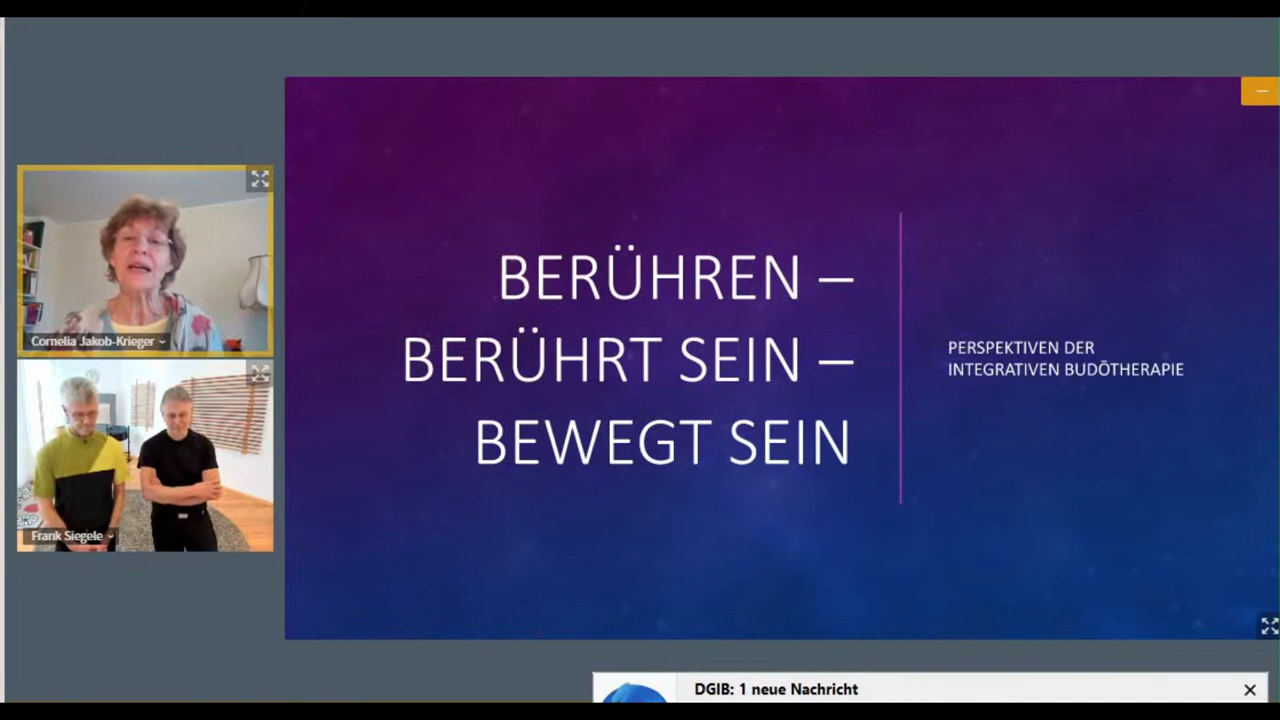 Cornelia Jakob-Krieger
Frank Siegele
BERÜHREN –
BERÜHRT SEIN –
BEWEGT SEIN
PERSPEKTIVEN DER
INTEGRATIVEN BUDŌTHERAPIE
DGIB: 1 neue Nachricht